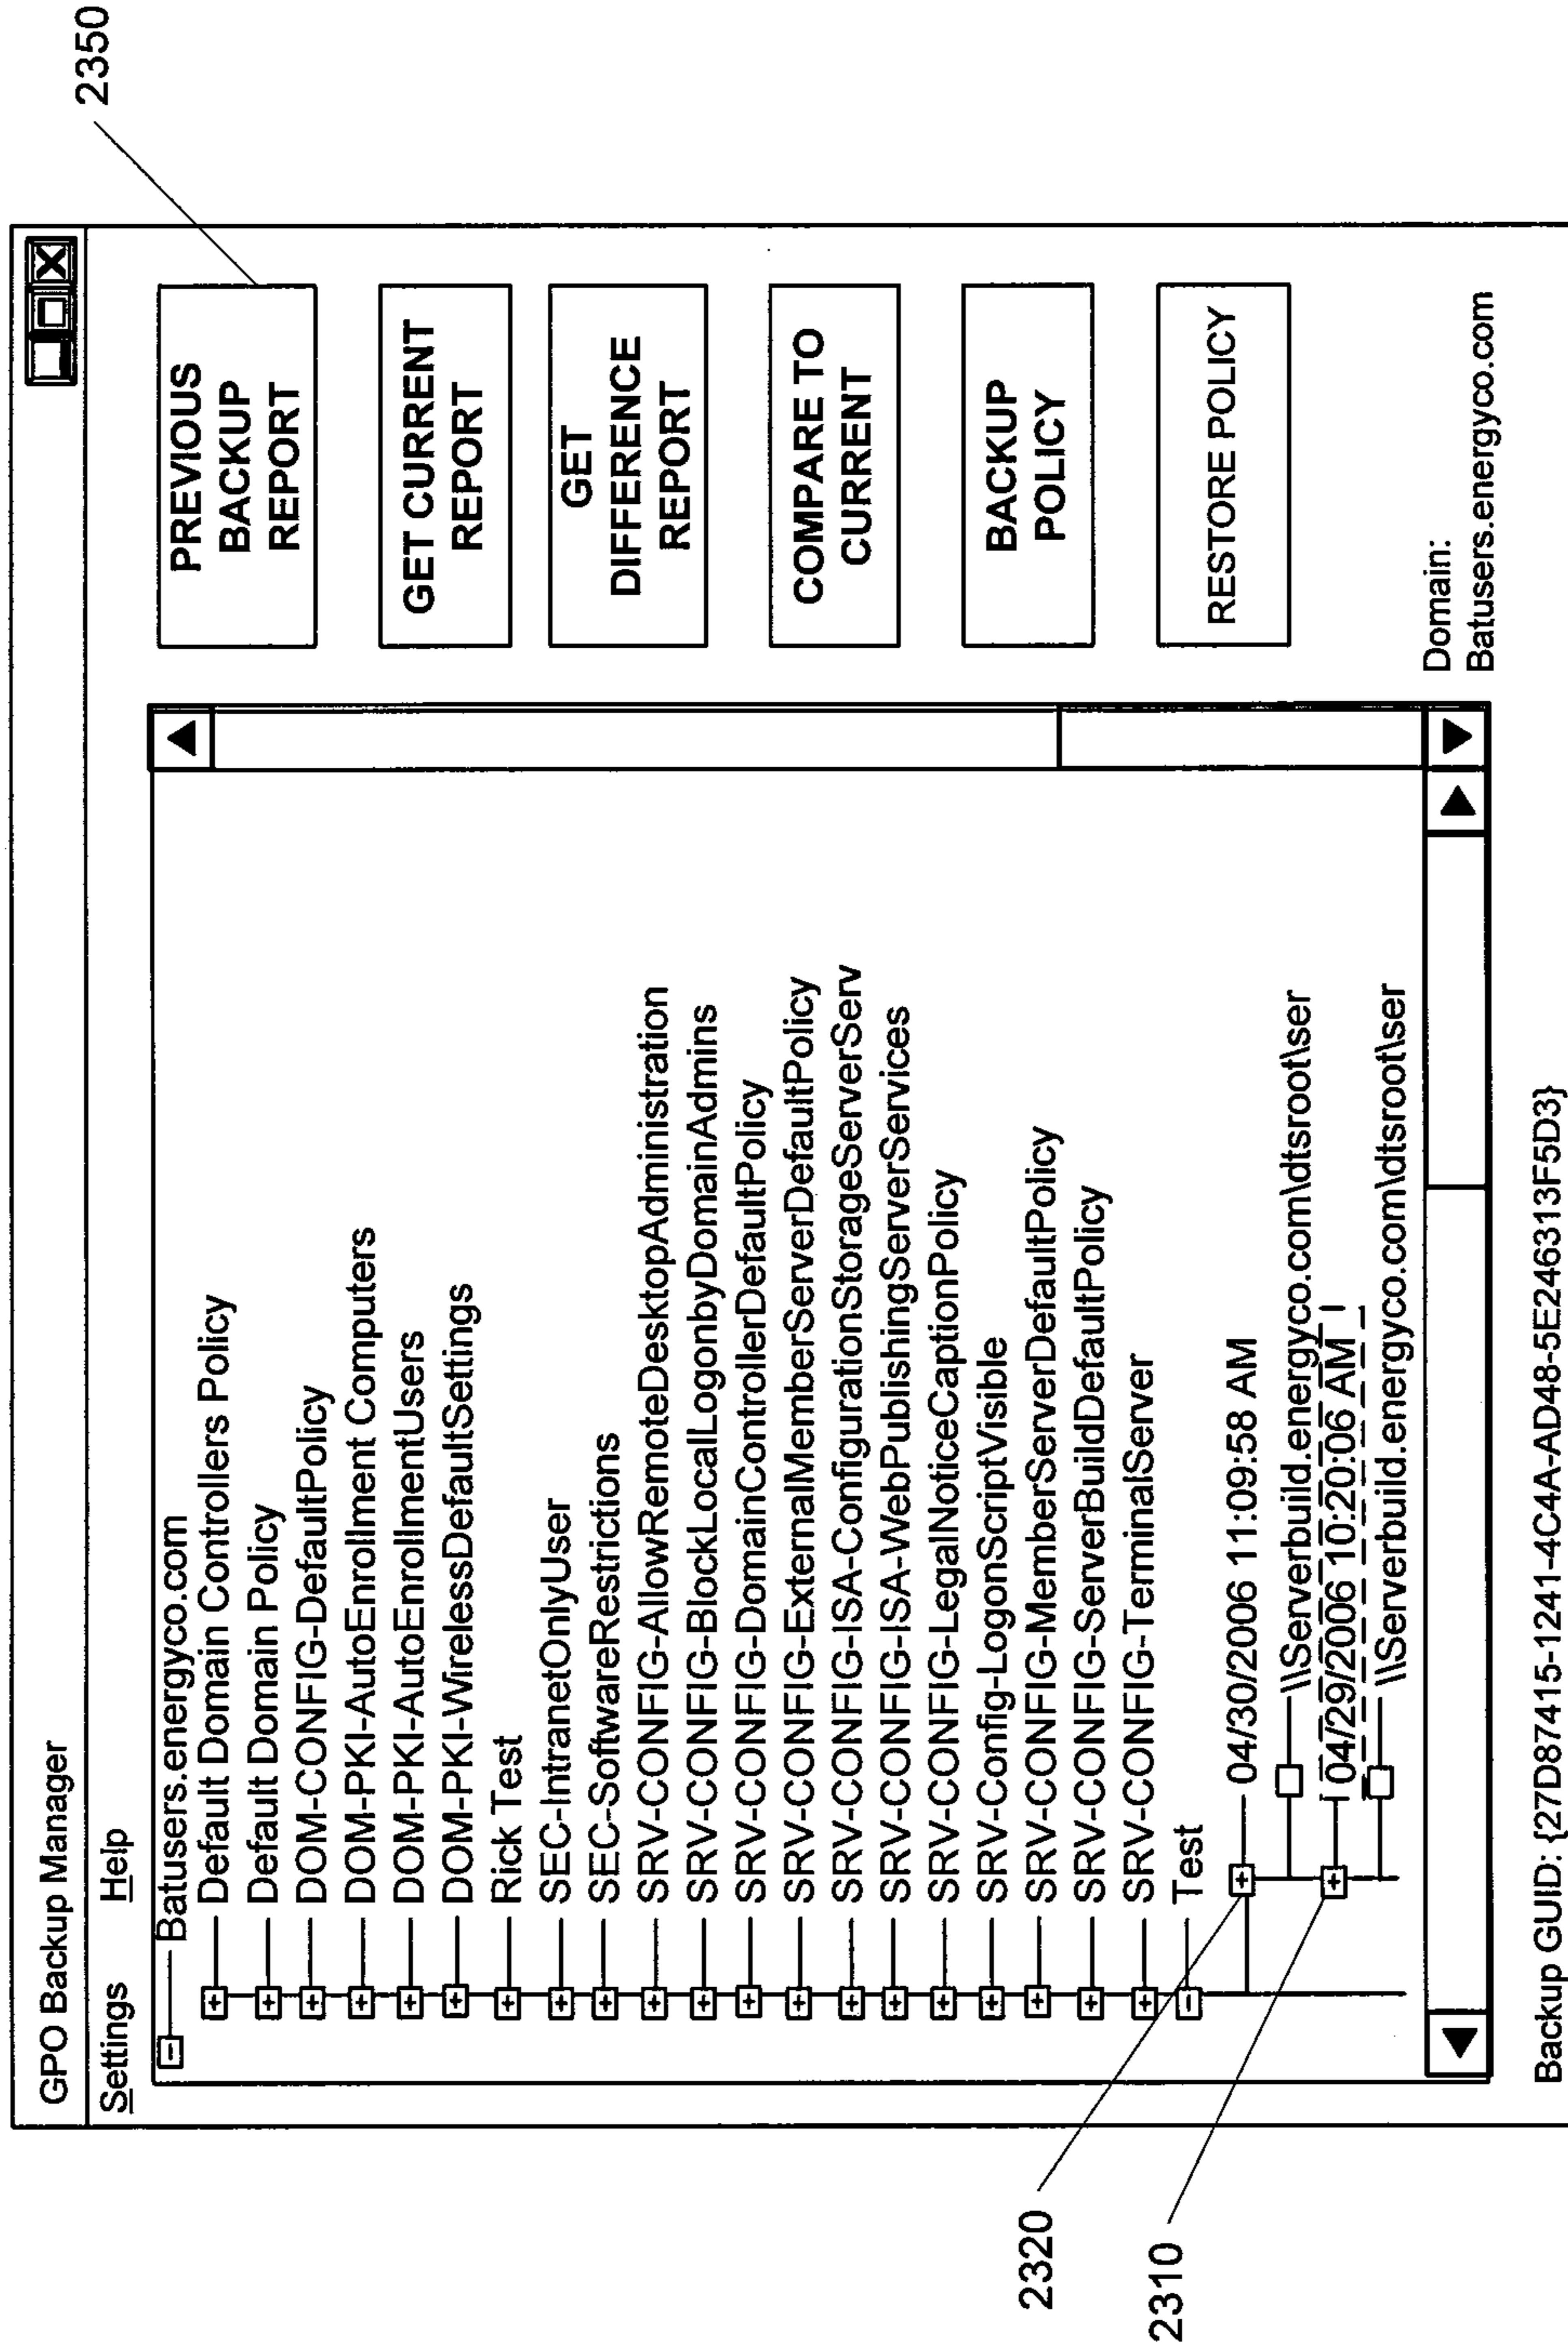 GPO Backup Manager
Settings Help
Batusers.energyco.com
Default Domain Controllers Policy
Default Domain Policy
DOM-CONFIG-DefaultPolicy
DOM-PKI-AutoEnrollment Computers
DOM-PKI-AutoEnrollmentUsers
DOM-PKI-WirelessDefaultSettings
Rick Test
SEC-IntranetOnlyUser
SEC-SoftwareRestrictions
SRV-CONFIG-AllowRemoteDesktopAdministration
SRV-CONFIG-BlockLocalLogonbyDomainAdmins
SRV-CONFIG-DomainControllerDefaultPolicy
SRV-CONFIG-ExternalMemberServerDefaultPolicy
SRV-CONFIG-ISA-ConfigurationStorageServerServ
SRV-CONFIG-ISA-WebPublishingServerServices
SRV-CONFIG-LegalNoticeCaptionPolicy
SRV-Config-LogonScriptVisible
SRV-CONFIG-MemberServerDefaultPolicy
SRV-CONFIG-ServerBuildDefaultPolicy
SRV-CONFIG-TerminalServer
Test
04/30/2006 11:09:58 AM
\\Serverbuild.energyco.com\dtsroot\ser
04/29/2006 10:20:06 AM
\\Serverbuild.energyco.com\dtsroot\ser
PREVIOUS
BACKUP
REPORT
GET CURRENT
REPORT
GET
DIFFERENCE
REPORT
COMPARE TO
CURRENT
BACKUP
POLICY
RESTORE POLICY
Domain:
Batusers.energyco.com
Backup GUID: {27D87415-1241-4C4A-AD48-5E246313F5D3}
2350
2320
2310